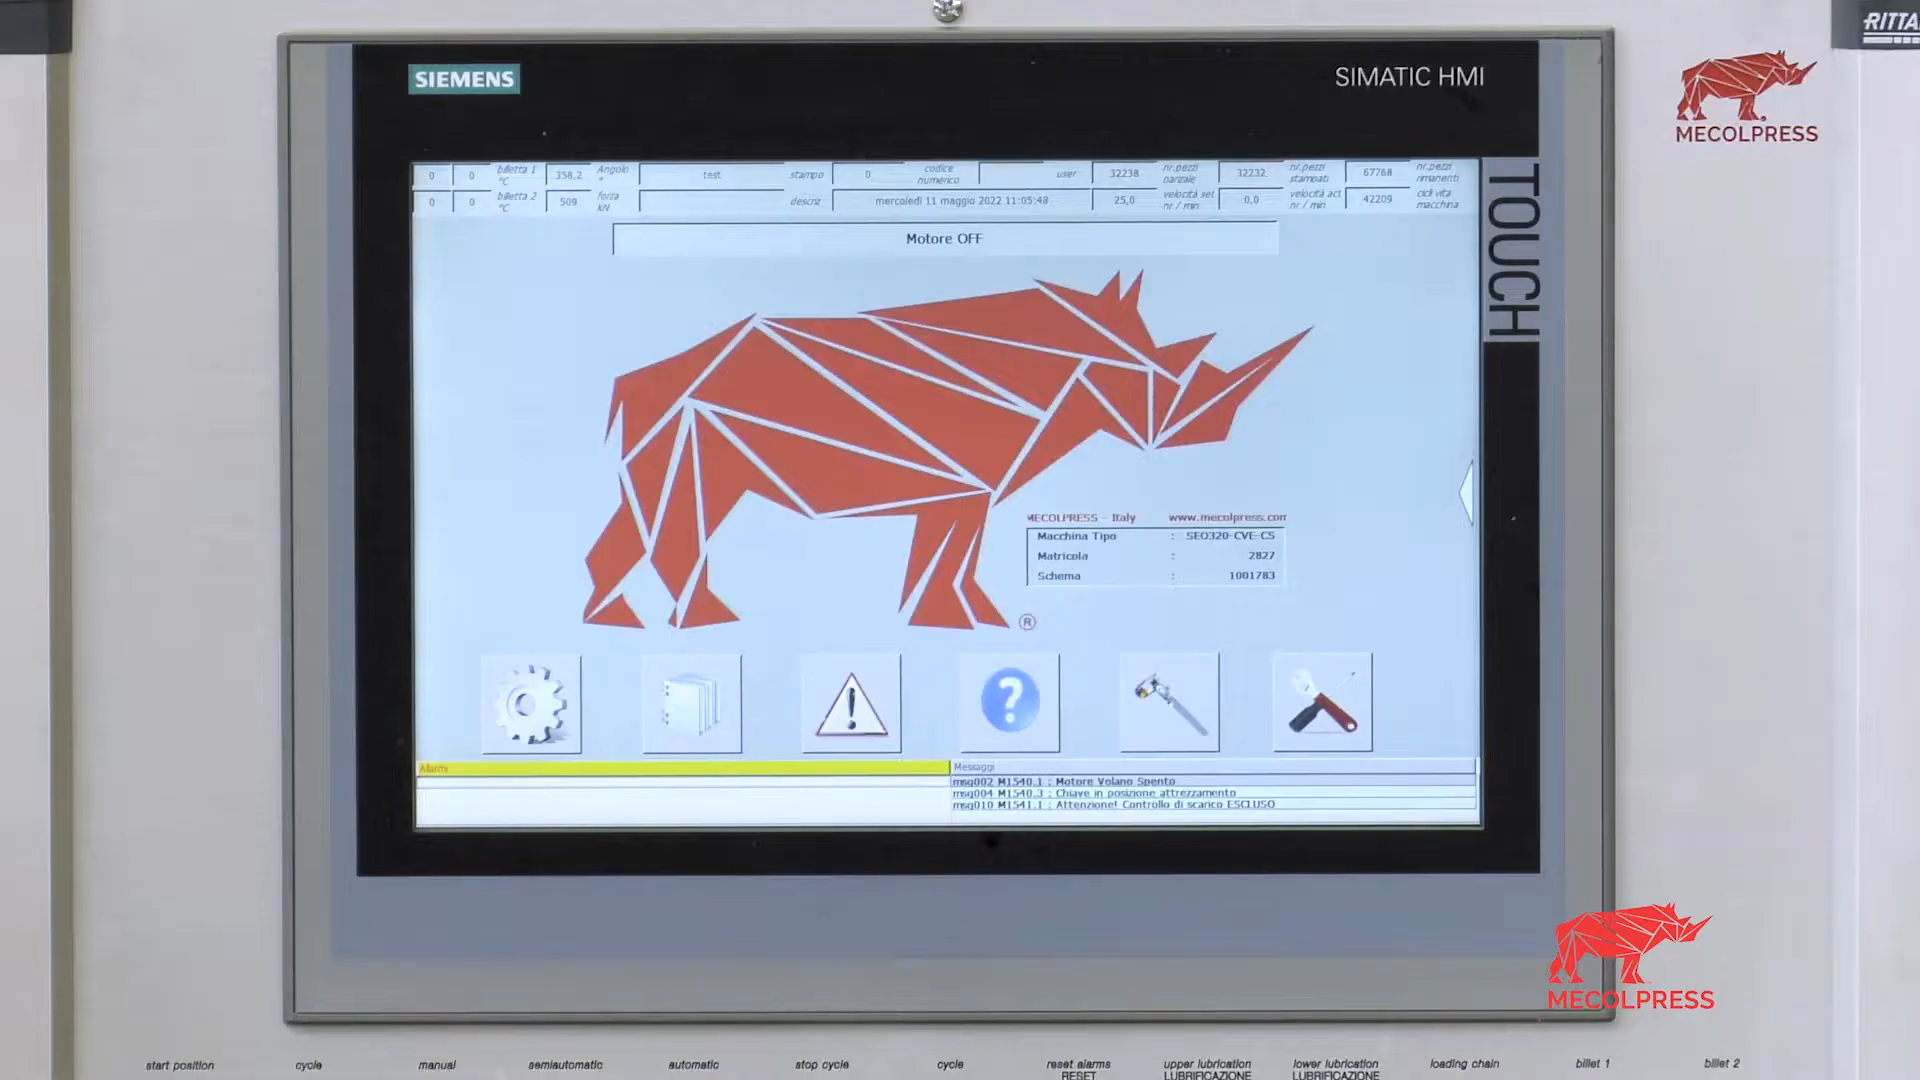 RITTA
SIEMENS
SIMATIC HMI
MECOLPRESS
TOUCH
0 0 billetta 1 °C 358,2 Angolo ° test stampo 0 codice numerico user 32238 nr.pezzi parziale 32232 nr.pezzi stampati 67768 nr.pezzi rimanenti
0 0 billetta 2 °C 509 forza kN descriz mercoledì 11 maggio 2022 11:05:48 25,0 velocità set nr / min 0,0 velocità act nr / min 42209 cicli vita macchina
Motore OFF
MECOLPRESS - Italy www.mecolpress.com
Macchina Tipo : SEO320-CVE-CS
Matricola : 2827
Schema : 1001783
®
?
Allarmi
Messaggi
msg002 M1540.1 : Motore Volano Spento
msg004 M1540.3 : Chiave in posizione attrezzamento
msg010 M1541.1 : Attenzione! Controllo di scarico ESCLUSO
MECOLPRESS
start position cycle manual semiautomatic automatic stop cycle cycle reset alarms upper lubrication lower lubrication loading chain billet 1 billet 2
RESET LUBRIFICAZIONE LUBRIFICAZIONE